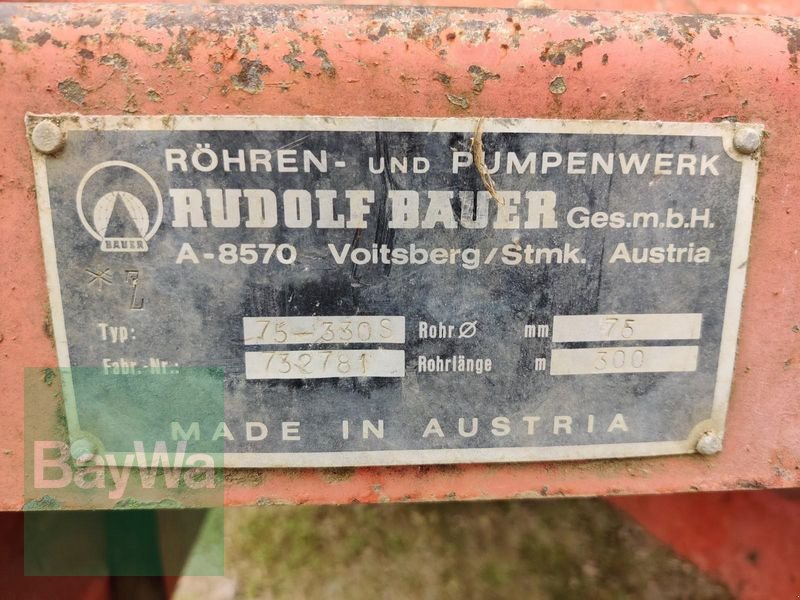 RÖHREN- UND PUMPENWERK
RUDOLF BAUER Ges.m.b.H.
BAUER
A-8570 Voitsberg/Stmk. Austria
* Z
Typ: 75-330S Rohr Ø mm 75
Fabr.-Nr.: 732781 Rohrlänge m 300
MADE IN AUSTRIA
BayWa